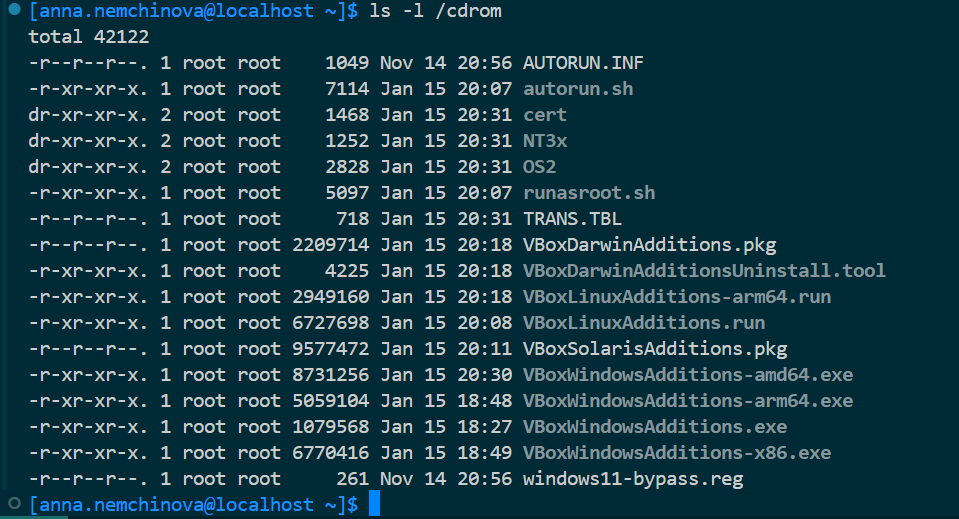 [anna.nemchinova@localhost ~]$ ls -l /cdrom
total 42122
-r--r--r--. 1 root root    1049 Nov 14 20:56 AUTORUN.INF
-r-xr-xr-x. 1 root root    7114 Jan 15 20:07 autorun.sh
dr-xr-xr-x. 2 root root    1468 Jan 15 20:31 cert
dr-xr-xr-x. 2 root root    1252 Jan 15 20:31 NT3x
dr-xr-xr-x. 2 root root    2828 Jan 15 20:31 OS2
-r-xr-xr-x. 1 root root    5097 Jan 15 20:07 runasroot.sh
-r--r--r--. 1 root root     718 Jan 15 20:31 TRANS.TBL
-r--r--r--. 1 root root 2209714 Jan 15 20:18 VBoxDarwinAdditions.pkg
-r-xr-xr-x. 1 root root    4225 Jan 15 20:18 VBoxDarwinAdditionsUninstall.tool
-r-xr-xr-x. 1 root root 2949160 Jan 15 20:18 VBoxLinuxAdditions-arm64.run
-r-xr-xr-x. 1 root root 6727698 Jan 15 20:08 VBoxLinuxAdditions.run
-r--r--r--. 1 root root 9577472 Jan 15 20:11 VBoxSolarisAdditions.pkg
-r-xr-xr-x. 1 root root 8731256 Jan 15 20:30 VBoxWindowsAdditions-amd64.exe
-r-xr-xr-x. 1 root root 5059104 Jan 15 18:48 VBoxWindowsAdditions-arm64.exe
-r-xr-xr-x. 1 root root 1079568 Jan 15 18:27 VBoxWindowsAdditions.exe
-r-xr-xr-x. 1 root root 6770416 Jan 15 18:49 VBoxWindowsAdditions-x86.exe
-r--r--r--. 1 root root     261 Nov 14 20:56 windows11-bypass.reg
[anna.nemchinova@localhost ~]$